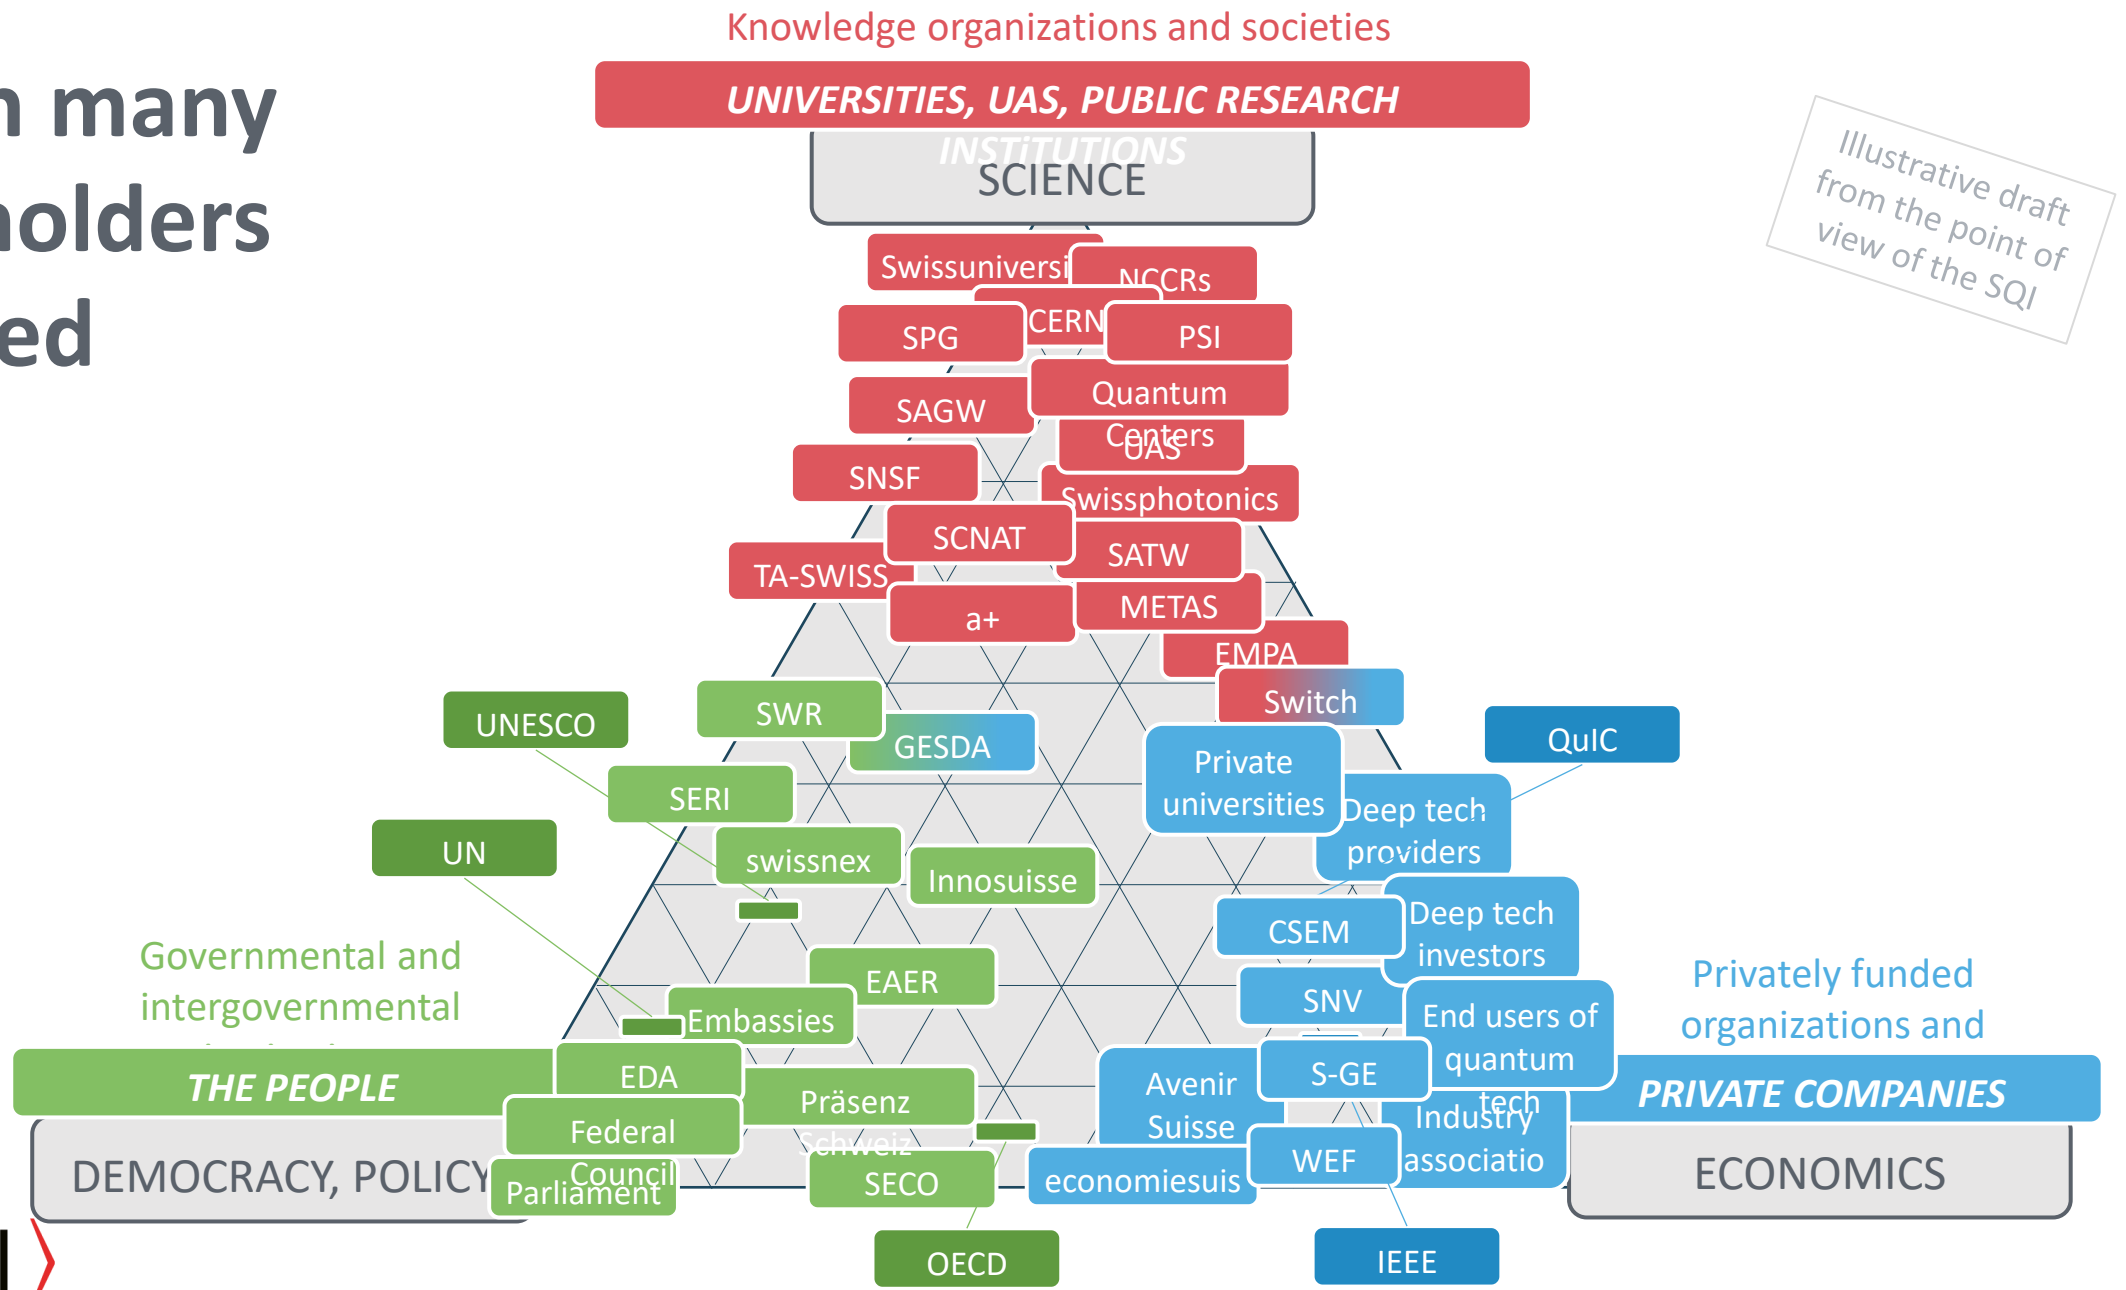 Knowledge organizations and societies
UNIVERSITIES, UAS, PUBLIC RESEARCH
INSTiTUTIONS
SCIENCE
many
holders
ed
Illustrative draft
from the point of
view of the SQI
Swissuniversi
NCCRs
CERN
SPG
PSI
Quantum
Centers
SAGW
UAS
SNSF
Swissphotonics
SCNAT
SATW
TA-SWISS
METAS
a+
EMPA
Switch
SWR
UNESCO
GESDA
QuIC
Private
universities
SERI
Deep tech
providers
UN
swissnex
Innosuisse
CSEM
Deep tech
investors
Governmental and
intergovernmental
EAER
SNV
Privately funded
organizations and
Embassies
End users of
quantum
tech
EDA
S-GE
THE PEOPLE
PRIVATE COMPANIES
Präsenz
Schweiz
Avenir
Suisse
Federal
Council
Industry
associatio
WEF
DEMOCRACY, POLICY
Parliament
SECO
economiesuis
ECONOMICS
OECD
IEEE